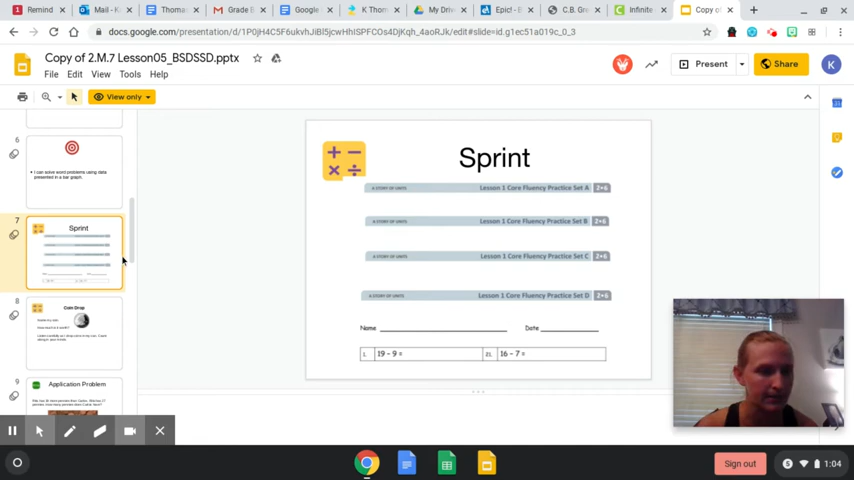 Remind
Mail - K
Thomas
Grade B
Google
K Thom
My Driv
Epic! - B
C.B. Gre
Infinite
Copy of
docs.google.com/presentation/d/1P0jH4C5F6ukvhJiBl5jcwHhISPFCOs4DjKqh_4aoRJk/edit#slide=id.g1ec51a019c_0_3
Copy of 2.M.7 Lesson05_BSDSSD.pptx
File Edit View Tools Help
Share
Present
K
View only
6
I can solve word problems using data
presented in a bar graph.
7
Sprint
8
Coin Drop
9
Application Problem
Sprint
A STORY OF UNITS Lesson 1 Core Fluency Practice Set A 2•6
A STORY OF UNITS Lesson 1 Core Fluency Practice Set B 2•6
A STORY OF UNITS Lesson 1 Core Fluency Practice Set C 2•6
A STORY OF UNITS Lesson 1 Core Fluency Practice Set D 2•6
Name Date
1. 19 – 9 = 21. 16 – 7 =
Sign out
1:04